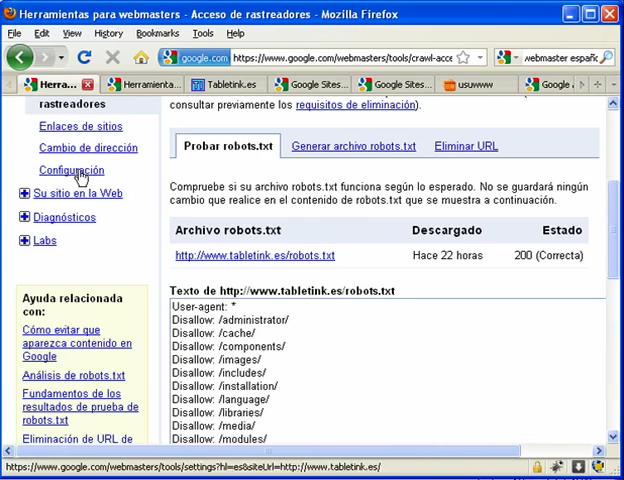 Herramientas para webmasters - Acceso de rastreadores - Mozilla Firefox
File Edit View History Bookmarks Tools Help
google.com https://www.google.com/webmasters/tools/crawl-acce
webmaster españc
Herra... Herramienta... Tabletink.es Google Sites... Google Sites... usuwww Google A
rastreadores
Enlaces de sitios
Cambio de dirección
Configuración
Su sitio en la Web
Diagnósticos
Labs
Ayuda relacionada
con:
Cómo evitar que
aparezca contenido en
Google
Análisis de robots.txt
Fundamentos de los
resultados de prueba de
robots.txt
Eliminación de URL de
consultar previamente los requisitos de eliminación).
Probar robots.txt Generar archivo robots.txt Eliminar URL
Compruebe si su archivo robots.txt funciona según lo esperado. No se guardará ningún
cambio que realice en el contenido de robots.txt que se muestra a continuación.
Archivo robots.txt Descargado Estado
http://www.tabletink.es/robots.txt Hace 22 horas 200 (Correcta)
Texto de http://www.tabletink.es/robots.txt
User-agent: *
Disallow: /administrator/
Disallow: /cache/
Disallow: /components/
Disallow: /images/
Disallow: /includes/
Disallow: /installation/
Disallow: /language/
Disallow: /libraries/
Disallow: /media/
Disallow: /modules/
https://www.google.com/webmasters/tools/settings?hl=es&siteUrl=http://www.tabletink.es/